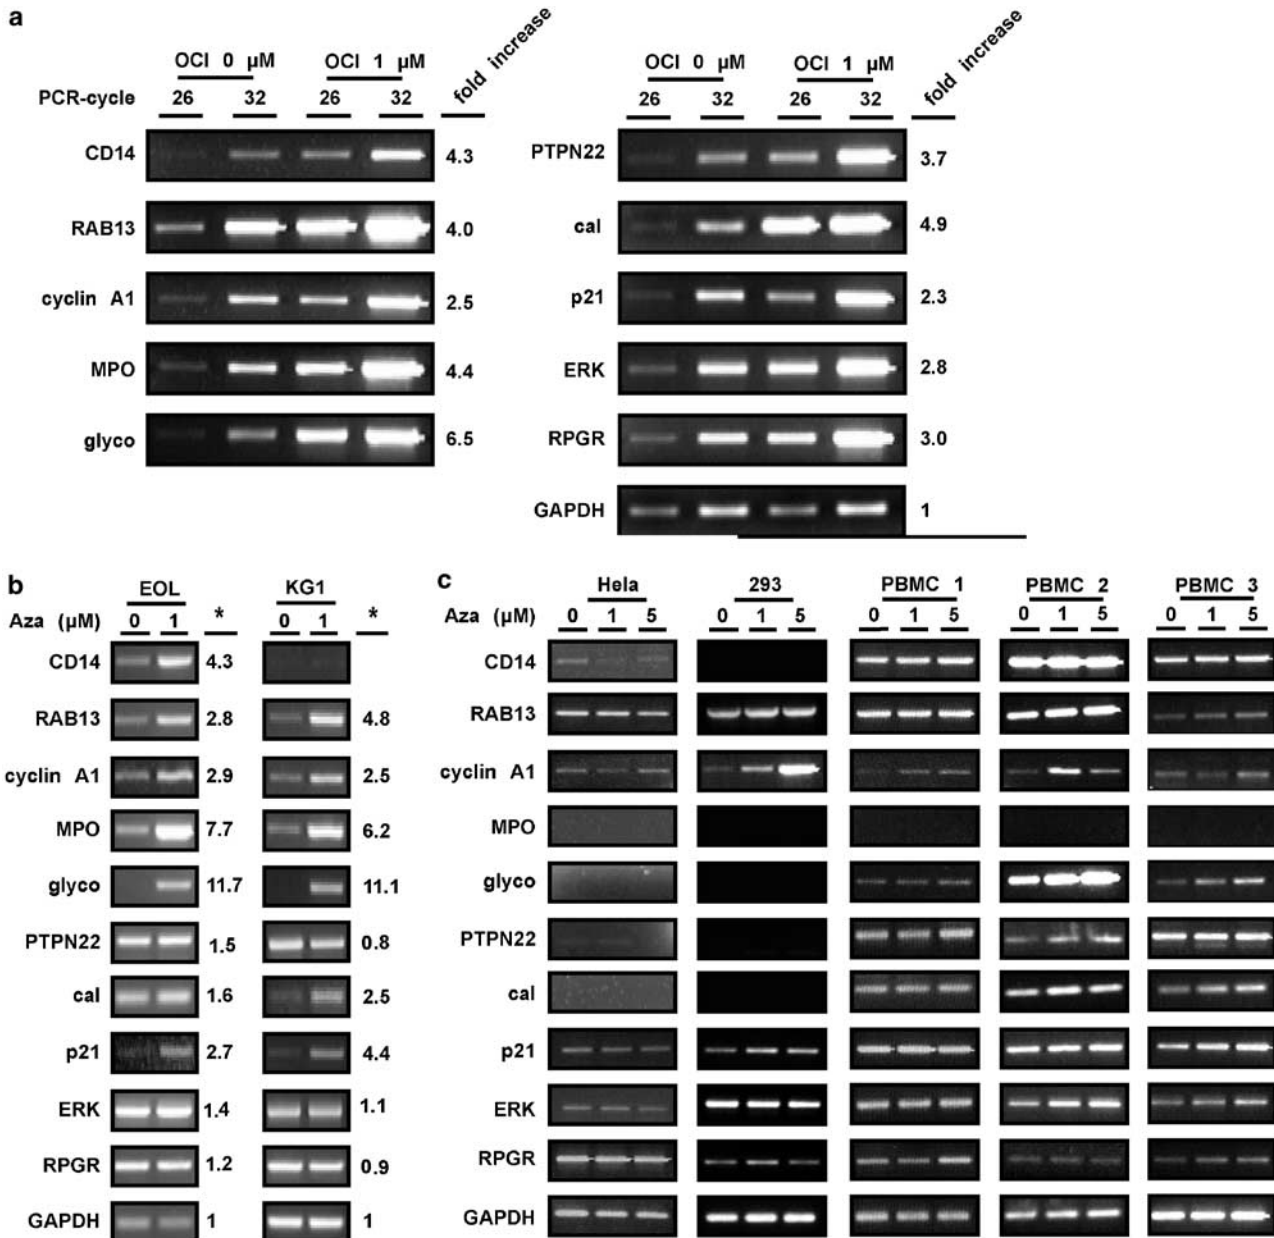 a
OCI 0 µM OCI 1 µM fold increase
PCR-cycle 26 32 26 32
CD14 4.3
RAB13 4.0
cyclin A1 2.5
MPO 4.4
glyco 6.5
OCI 0 µM OCI 1 µM fold increase
26 32 26 32
PTPN22 3.7
cal 4.9
p21 2.3
ERK 2.8
RPGR 3.0
GAPDH 1
b
EOL KG1
Aza (µM) 0 1 * 0 1 *
CD14 4.3
RAB13 2.8 4.8
cyclin A1 2.9 2.5
MPO 7.7 6.2
glyco 11.7 11.1
PTPN22 1.5 0.8
cal 1.6 2.5
p21 2.7 4.4
ERK 1.4 1.1
RPGR 1.2 0.9
GAPDH 1 1
c
Hela 293 PBMC 1 PBMC 2 PBMC 3
Aza (µM) 0 1 5 0 1 5 0 1 5 0 1 5 0 1 5
CD14
RAB13
cyclin A1
MPO
glyco
PTPN22
cal
p21
ERK
RPGR
GAPDH